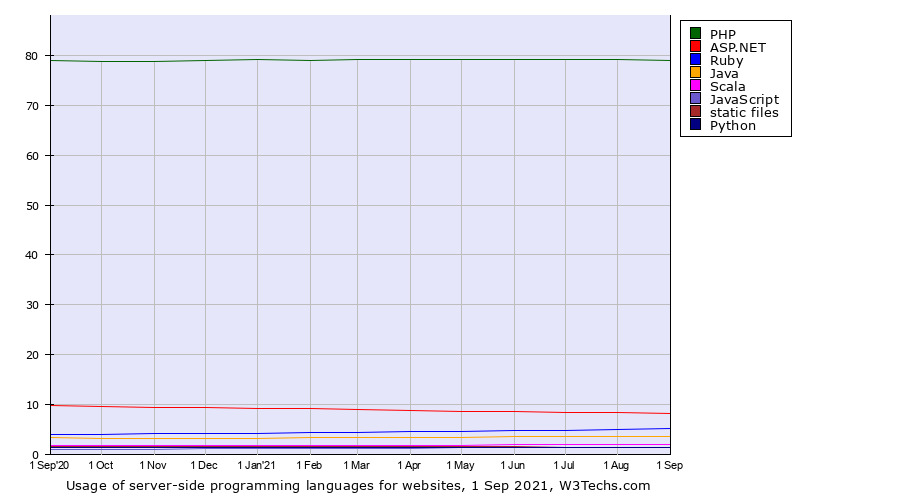 80
70
60
50
40
30
20
10
0
1 Sep'20 1 Oct 1 Nov 1 Dec 1 Jan'21 1 Feb 1 Mar 1 Apr 1 May 1 Jun 1 Jul 1 Aug 1 Sep
Usage of server-side programming languages for websites, 1 Sep 2021, W3Techs.com
PHP
ASP.NET
Ruby
Java
Scala
JavaScript
static files
Python